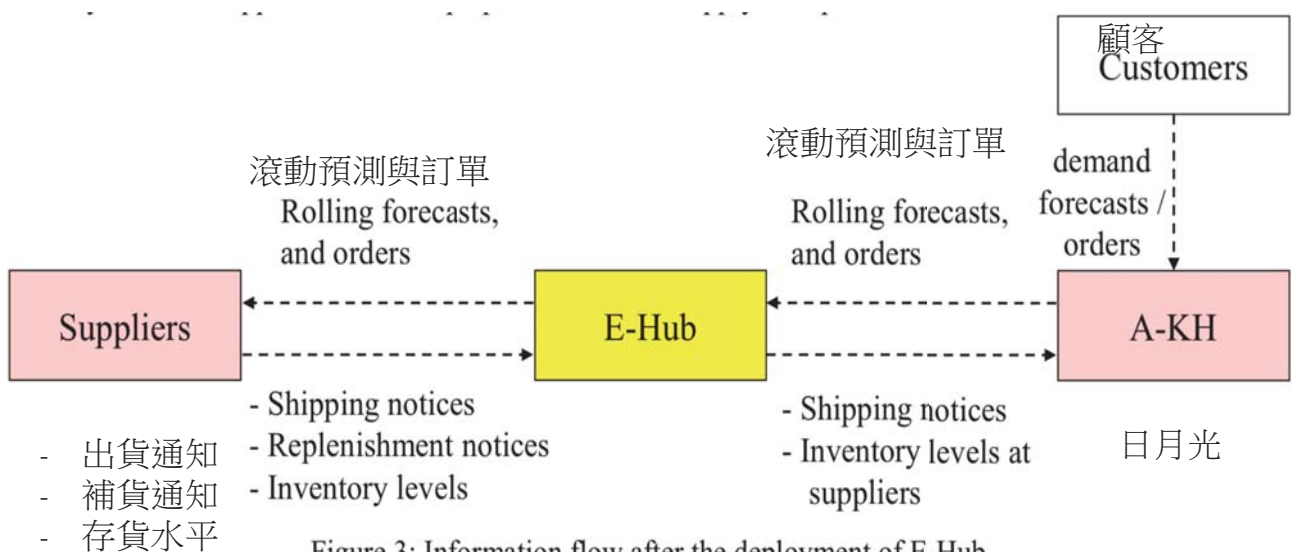 顧客
Customers
滾動預測與訂單
Rolling forecasts,
and orders
滾動預測與訂單
Rolling forecasts,
and orders
demand
forecasts /
orders
Suppliers
E-Hub
A-KH
- Shipping notices
- Replenishment notices
- Inventory levels
- 出貨通知
- 補貨通知
- 存貨水平
- Shipping notices
- Inventory levels at
suppliers
日月光
Figure 3: Information flow after the deployment of E-Hub